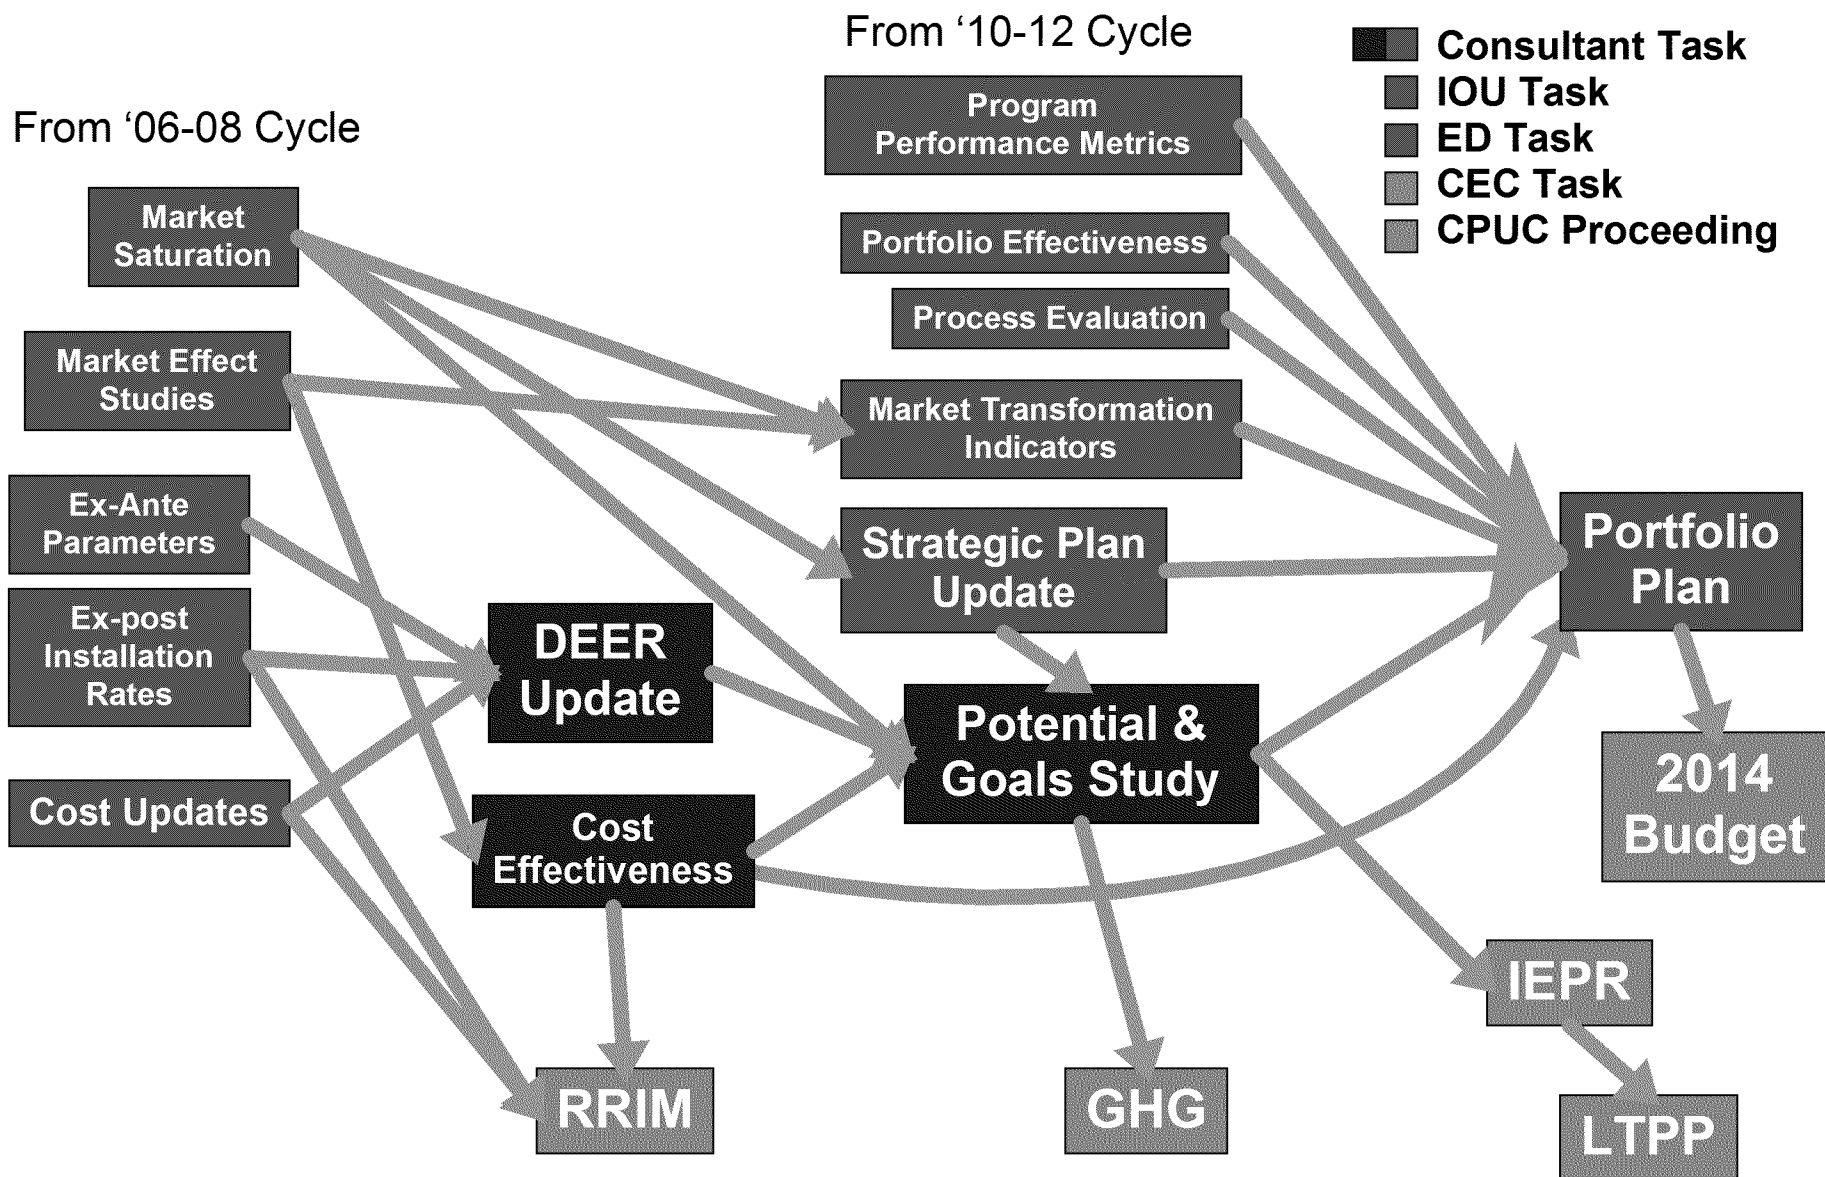 From ‘10-12 Cycle
Consultant Task
IOU Task
ED Task
CEC Task
CPUC Proceeding
From ‘06-08 Cycle
Program
Performance Metrics
Market
Saturation
Portfolio Effectiveness
Process Evaluation
Market Effect
Studies
Market Transformation
Indicators
Ex-Ante
Parameters
Strategic Plan
Update
Portfolio
Plan
Ex-post
Installation
Rates
DEER
Update
Potential &
Goals Study
2014
Budget
Cost Updates
Cost
Effectiveness
IEPR
RRIM
GHG
LTPP